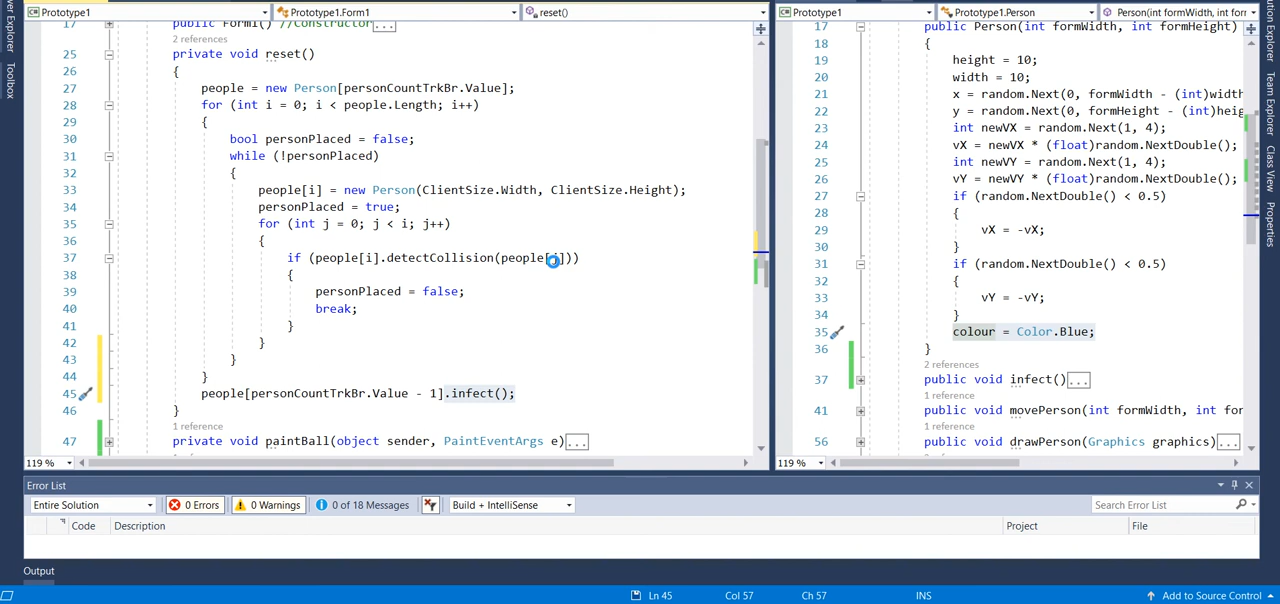 Prototype1
Prototype1.Form1
reset()
17 public Form1() //Constructor...
2 references
25 private void reset()
26 {
27 people = new Person[personCountTrkBr.Value];
28 for (int i = 0; i < people.Length; i++)
29 {
30 bool personPlaced = false;
31 while (!personPlaced)
32 {
33 people[i] = new Person(ClientSize.Width, ClientSize.Height);
34 personPlaced = true;
35 for (int j = 0; j < i; j++)
36 {
37 if (people[i].detectCollision(people[j]))
38 {
39 personPlaced = false;
40 break;
41 }
42 }
43 }
44 }
45 people[personCountTrkBr.Value - 1].infect();
46 }
1 reference
47 private void paintBall(object sender, PaintEventArgs e)...
119 %
Prototype1
Prototype1.Person
Person(int formWidth, int forr
17 public Person(int formWidth, int formHeight)
18 {
19 height = 10;
20 width = 10;
21 x = random.Next(0, formWidth - (int)width
22 y = random.Next(0, formHeight - (int)heig
23 int newVX = random.Next(1, 4);
24 vX = newVX * (float)random.NextDouble();
25 int newVY = random.Next(1, 4);
26 vY = newVY * (float)random.NextDouble();
27 if (random.NextDouble() < 0.5)
28 {
29 vX = -vX;
30 }
31 if (random.NextDouble() < 0.5)
32 {
33 vY = -vY;
34 }
35 colour = Color.Blue;
36 }
2 references
37 public void infect()...
1 reference
41 public void movePerson(int formWidth, int for
1 reference
56 public void drawPerson(Graphics graphics)...
119 %
ver Explorer
Toolbox
ution Explorer
Team Explorer
Class View
Properties
Error List
Entire Solution
0 Errors
0 Warnings
0 of 18 Messages
Build + IntelliSense
Search Error List
Code
Description
Project
File
Output
Ln 45
Col 57
Ch 57
INS
Add to Source Control